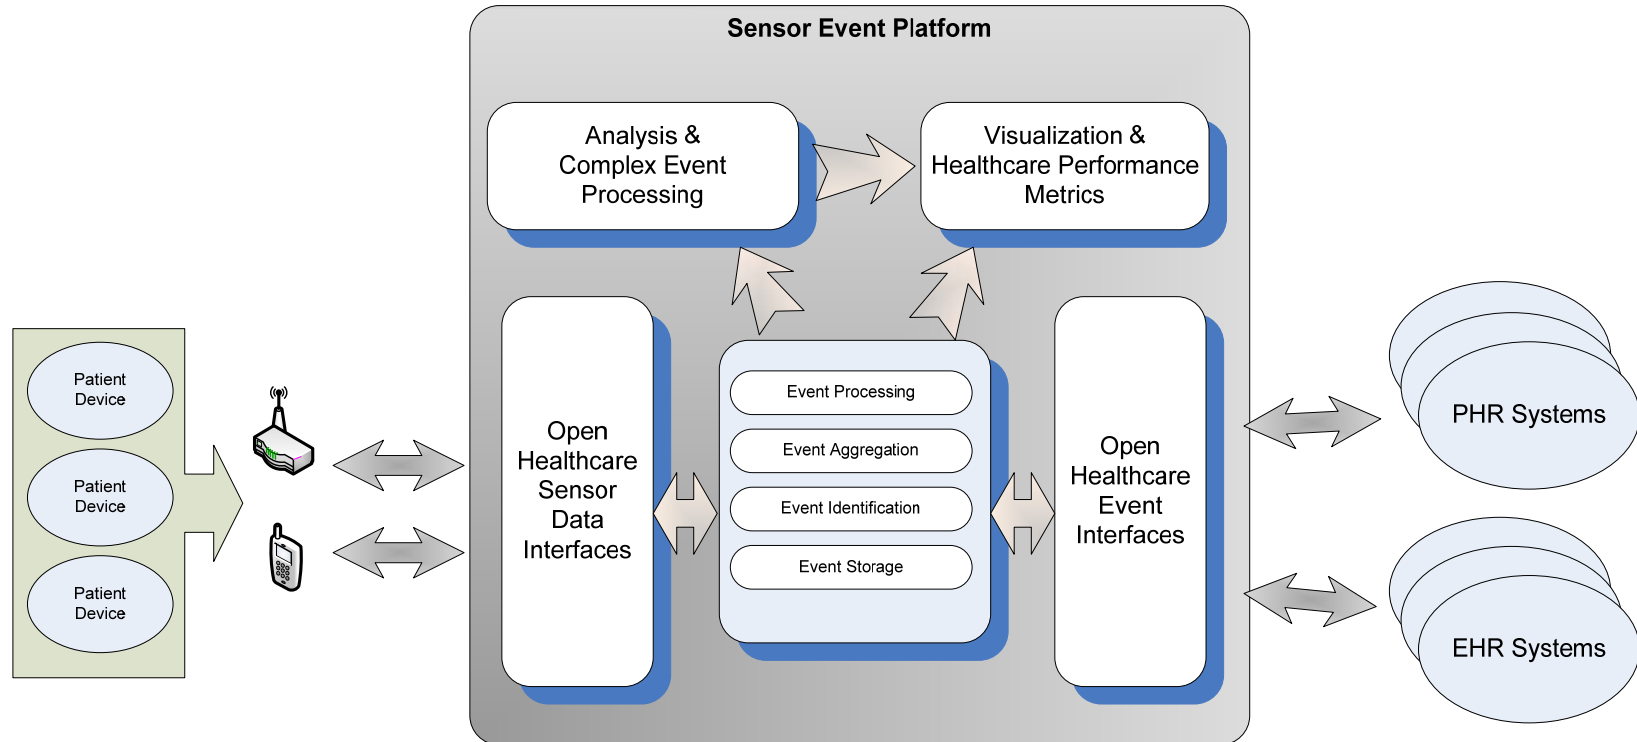 Sensor Event Platform
Analysis &
Complex Event
Processing
Visualization &
Healthcare Performance
Metrics
Patient
Device
Patient
Device
Patient
Device
Open
Healthcare
Sensor
Data
Interfaces
Event Processing
Event Aggregation
Event Identification
Event Storage
Open
Healthcare
Event
Interfaces
PHR Systems
EHR Systems